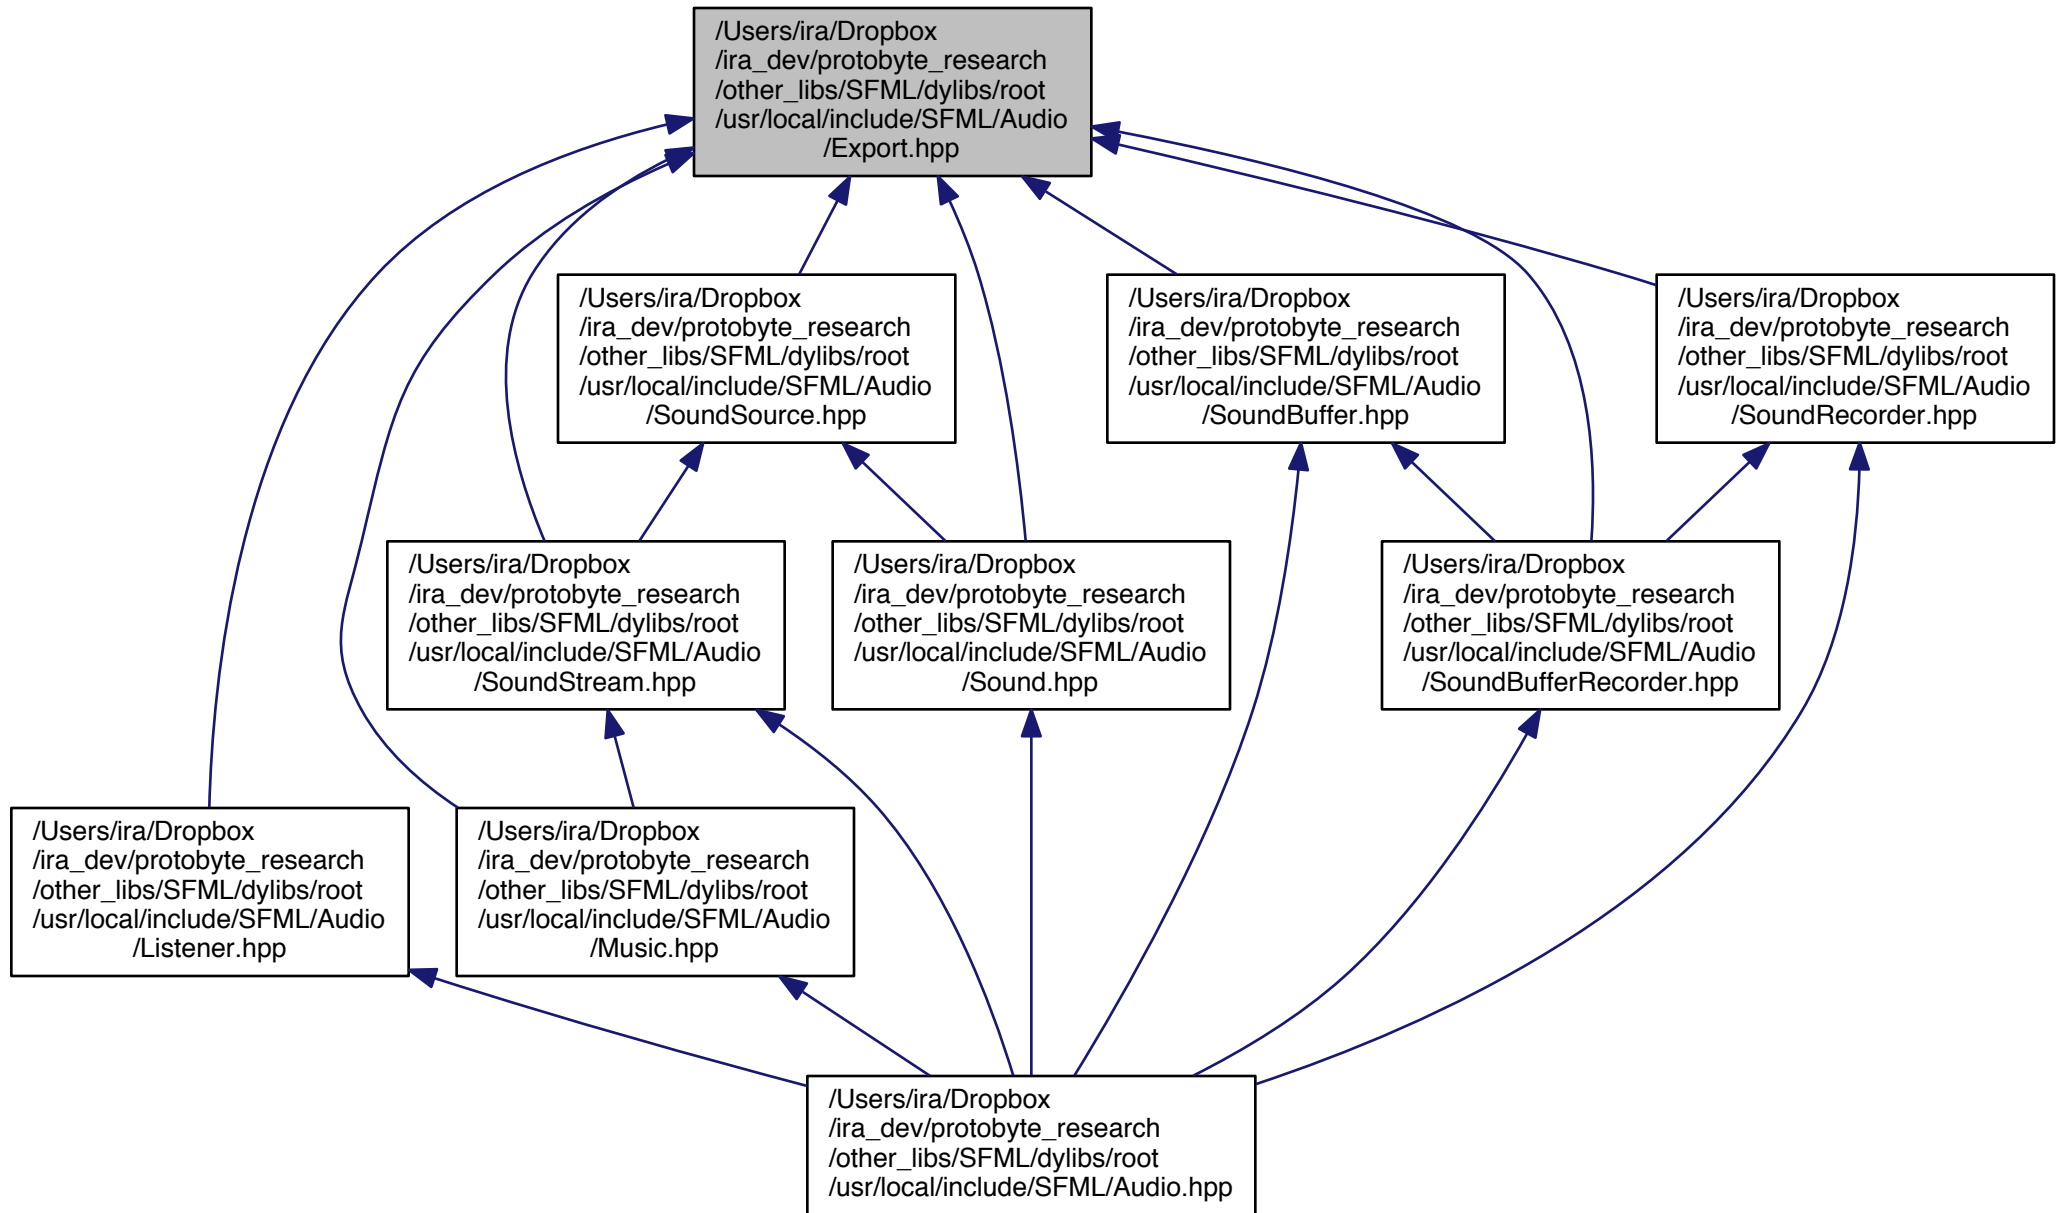 /Users/ira/Dropbox
/ira_dev/protobyte_research
/other_libs/SFML/dylibs/root
/usr/local/include/SFML/Audio
/Export.hpp
/Users/ira/Dropbox
/ira_dev/protobyte_research
/other_libs/SFML/dylibs/root
/usr/local/include/SFML/Audio
/SoundSource.hpp
/Users/ira/Dropbox
/ira_dev/protobyte_research
/other_libs/SFML/dylibs/root
/usr/local/include/SFML/Audio
/SoundBuffer.hpp
/Users/ira/Dropbox
/ira_dev/protobyte_research
/other_libs/SFML/dylibs/root
/usr/local/include/SFML/Audio
/SoundRecorder.hpp
/Users/ira/Dropbox
/ira_dev/protobyte_research
/other_libs/SFML/dylibs/root
/usr/local/include/SFML/Audio
/SoundStream.hpp
/Users/ira/Dropbox
/ira_dev/protobyte_research
/other_libs/SFML/dylibs/root
/usr/local/include/SFML/Audio
/Sound.hpp
/Users/ira/Dropbox
/ira_dev/protobyte_research
/other_libs/SFML/dylibs/root
/usr/local/include/SFML/Audio
/SoundBufferRecorder.hpp
/Users/ira/Dropbox
/ira_dev/protobyte_research
/other_libs/SFML/dylibs/root
/usr/local/include/SFML/Audio
/Listener.hpp
/Users/ira/Dropbox
/ira_dev/protobyte_research
/other_libs/SFML/dylibs/root
/usr/local/include/SFML/Audio
/Music.hpp
/Users/ira/Dropbox
/ira_dev/protobyte_research
/other_libs/SFML/dylibs/root
/usr/local/include/SFML/Audio.hpp